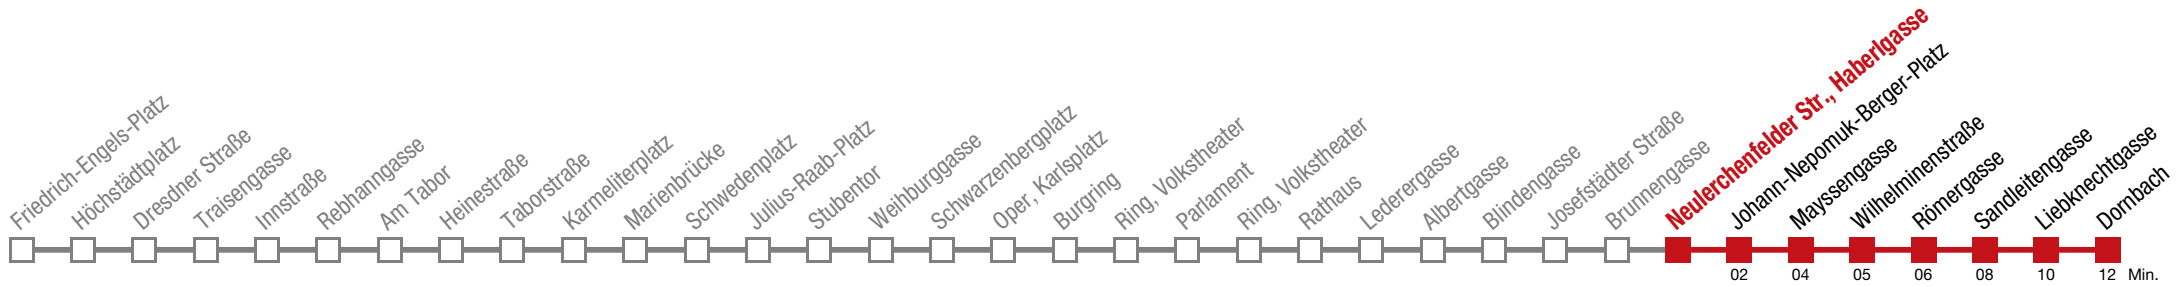 Friedrich-Engels-Platz
Höchstädtplatz
Dresdner Straße
Traisengasse
Innstraße
Rebhanngasse
Am Tabor
Heinestraße
Taborstraße
Karmeliterplatz
Marienbrücke
Schwedenplatz
Julius-Raab-Platz
Stubentor
Weihburggasse
Schwarzenbergplatz
Oper, Karlsplatz
Burgring
Ring, Volkstheater
Parlament
Ring, Volkstheater
Rathaus
Lederergasse
Albertgasse
Blindengasse
Josefstädter Straße
Brunnengasse
Neulerchenfelder Str., Haberlgasse
Johann-Nepomuk-Berger-Platz
Mayssengasse
Wilhelminenstraße
Römergasse
Sandleitengasse
Liebknechtgasse
Dornbach
02 04 05 06 08 10 12 Min.